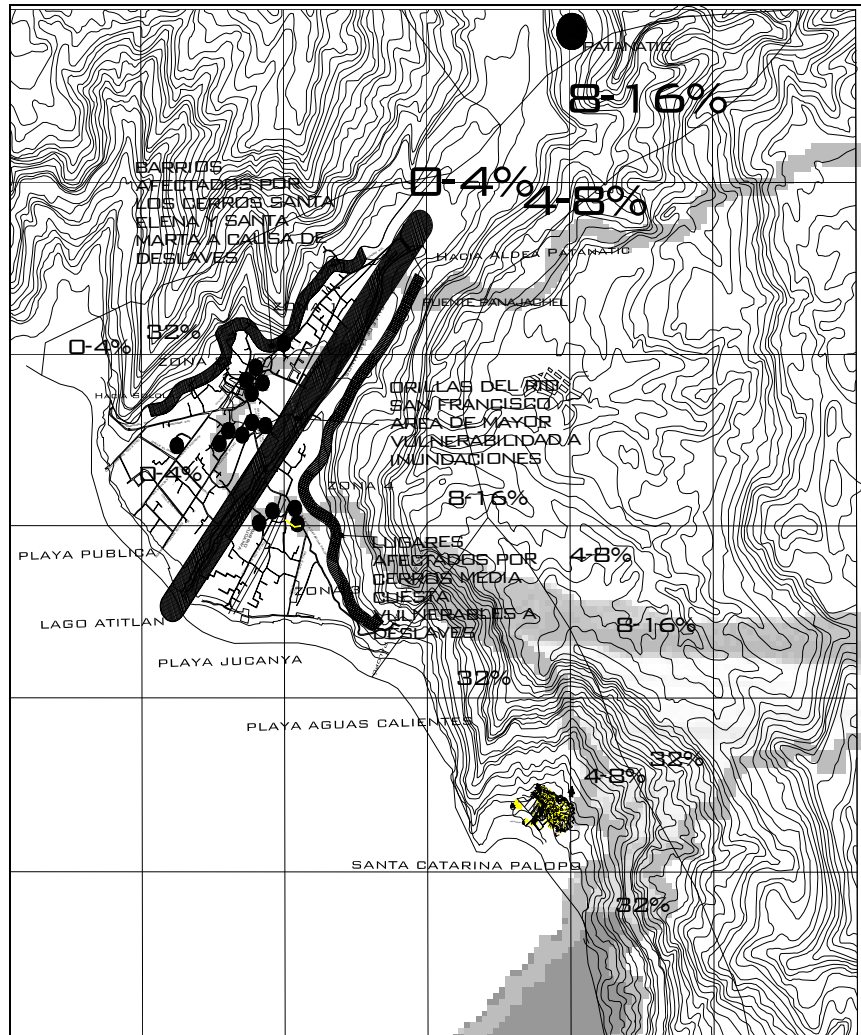 PATANATIC
8-16%
BARRIOS
AFECTADOS POR
LOS CERROS SANTA
ELENA Y SANTA
MARTA A CAUSA DE
DESLAVES
0-4%
4-8%
HACIA ALDEA PATANATIC
PUENTE PANAJACHEL
32%
0-4%
ZONA
HACIA SOLOLA
ORILLAS DEL RIO
SAN FRANCISCO
AREA DE MAYOR
VULNERABILIDAD A
INUNDACIONES
0-4%
ZONA 4
8-16%
PLAYA PUBLICA
LUGARES
AFECTADOS POR
CERROS MEDIA
CUESTA
VULNERABLES A
DESLAVES
4-8%
ZONA 3
LAGO ATITLAN
8-16%
PLAYA JUCANYA
32%
PLAYA AGUAS CALIENTES
32%
4-8%
SANTA CATARINA PALOPO
32%